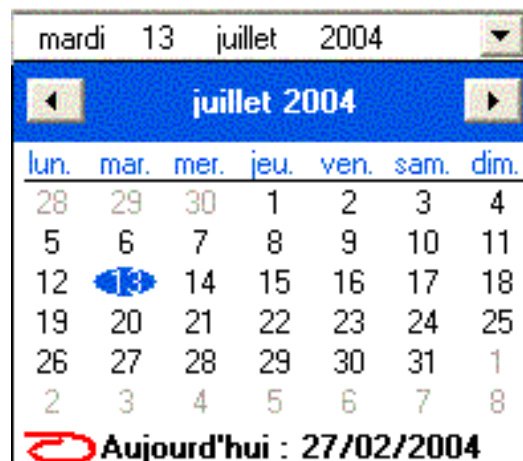 mardi 13 juillet 2004
juillet 2004
lun. mar. mer. jeu. ven. sam. dim.
28 29 30 1 2 3 4
5 6 7 8 9 10 11
12 13 14 15 16 17 18
19 20 21 22 23 24 25
26 27 28 29 30 31 1
2 3 4 5 6 7 8
Aujourd'hui : 27/02/2004